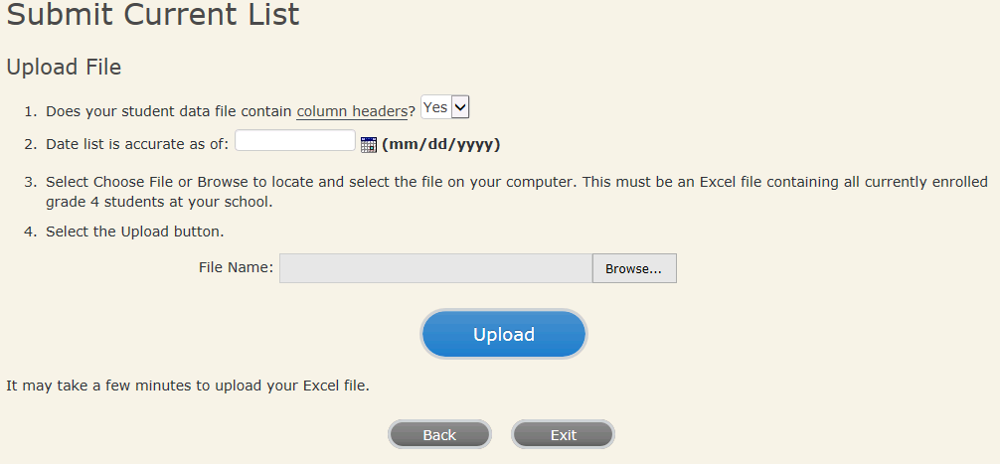 Submit Current List
Upload File
1. Does your student data file contain column headers? Yes
2. Date list is accurate as of: (mm/dd/yyyy)
3. Select Choose File or Browse to locate and select the file on your computer. This must be an Excel file containing all currently enrolled
grade 4 students at your school.
4. Select the Upload button.
File Name: Browse...
Upload
It may take a few minutes to upload your Excel file.
Back Exit